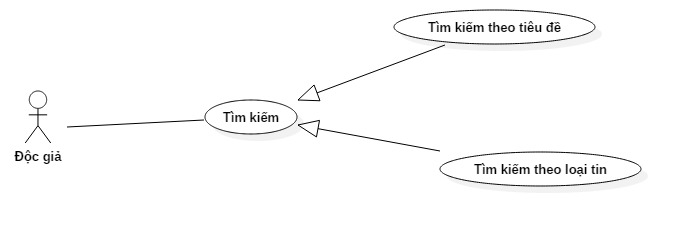 Tìm kiếm theo tiêu đề
Tìm kiếm
Độc giả
Tìm kiếm theo loại tin